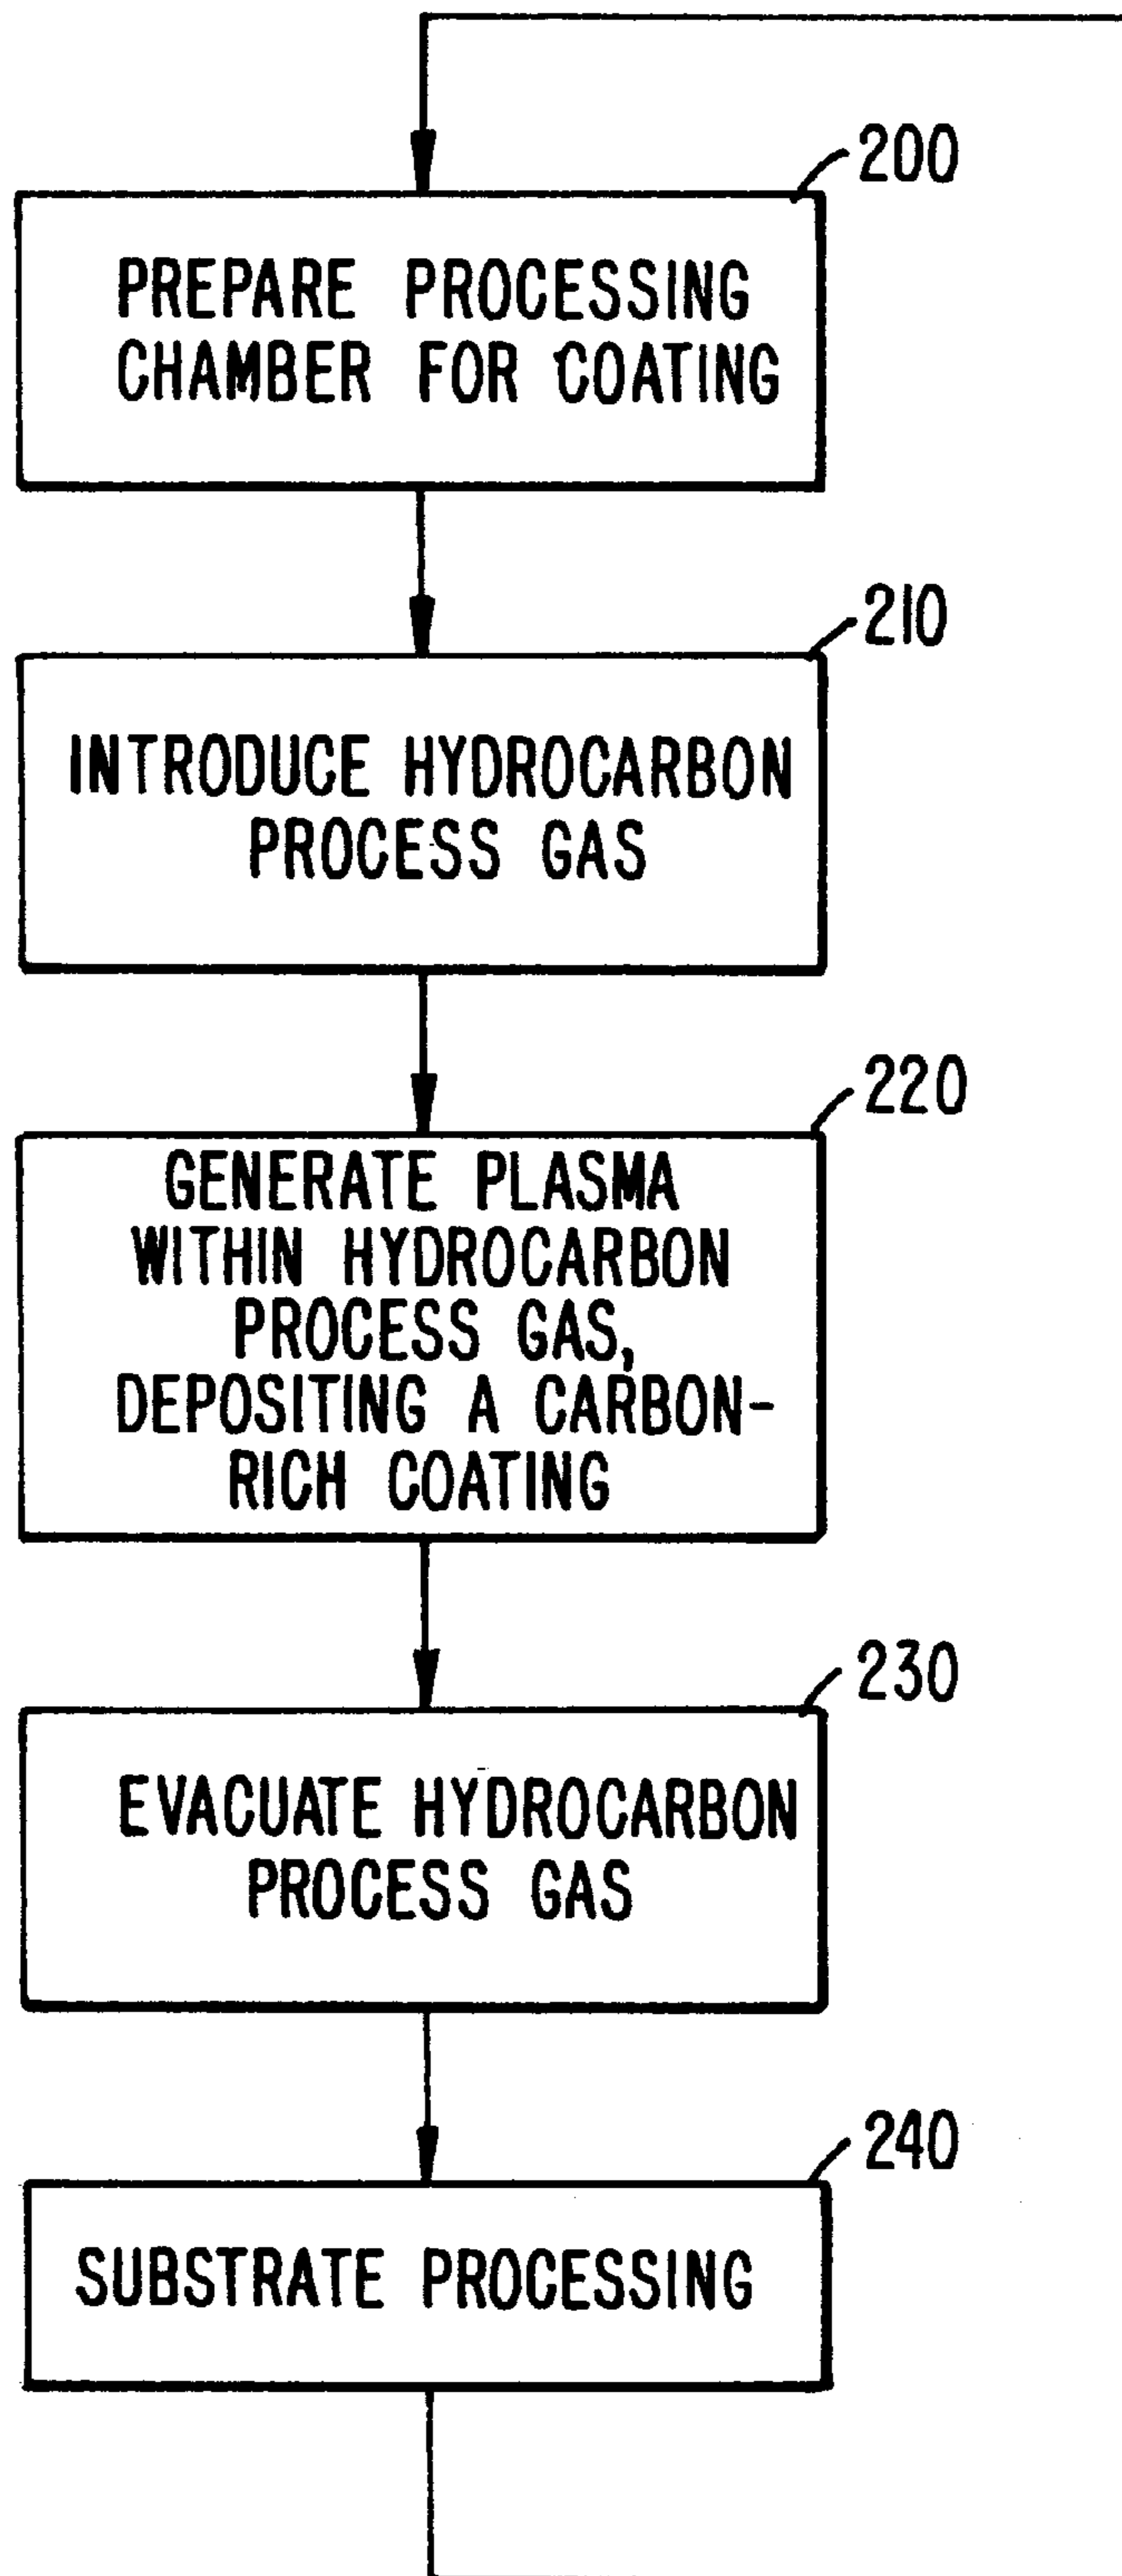 200
PREPARE PROCESSING
CHAMBER FOR COATING
210
INTRODUCE HYDROCARBON
PROCESS GAS
220
GENERATE PLASMA
WITHIN HYDROCARBON
PROCESS GAS,
DEPOSITING A CARBON-
RICH COATING
230
EVACUATE HYDROCARBON
PROCESS GAS
240
SUBSTRATE PROCESSING